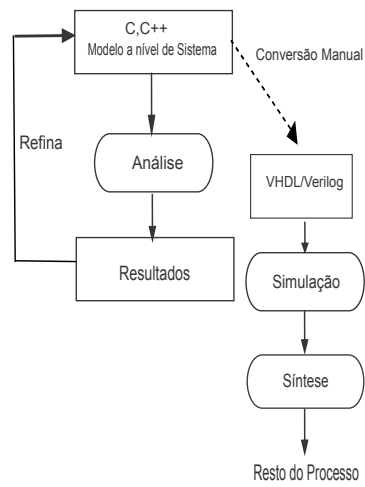 C,C++
Modelo a nível de Sistema
Conversão Manual
Refina
Análise
VHDL/Verilog
Resultados
Simulação
Síntese
Resto do Processo